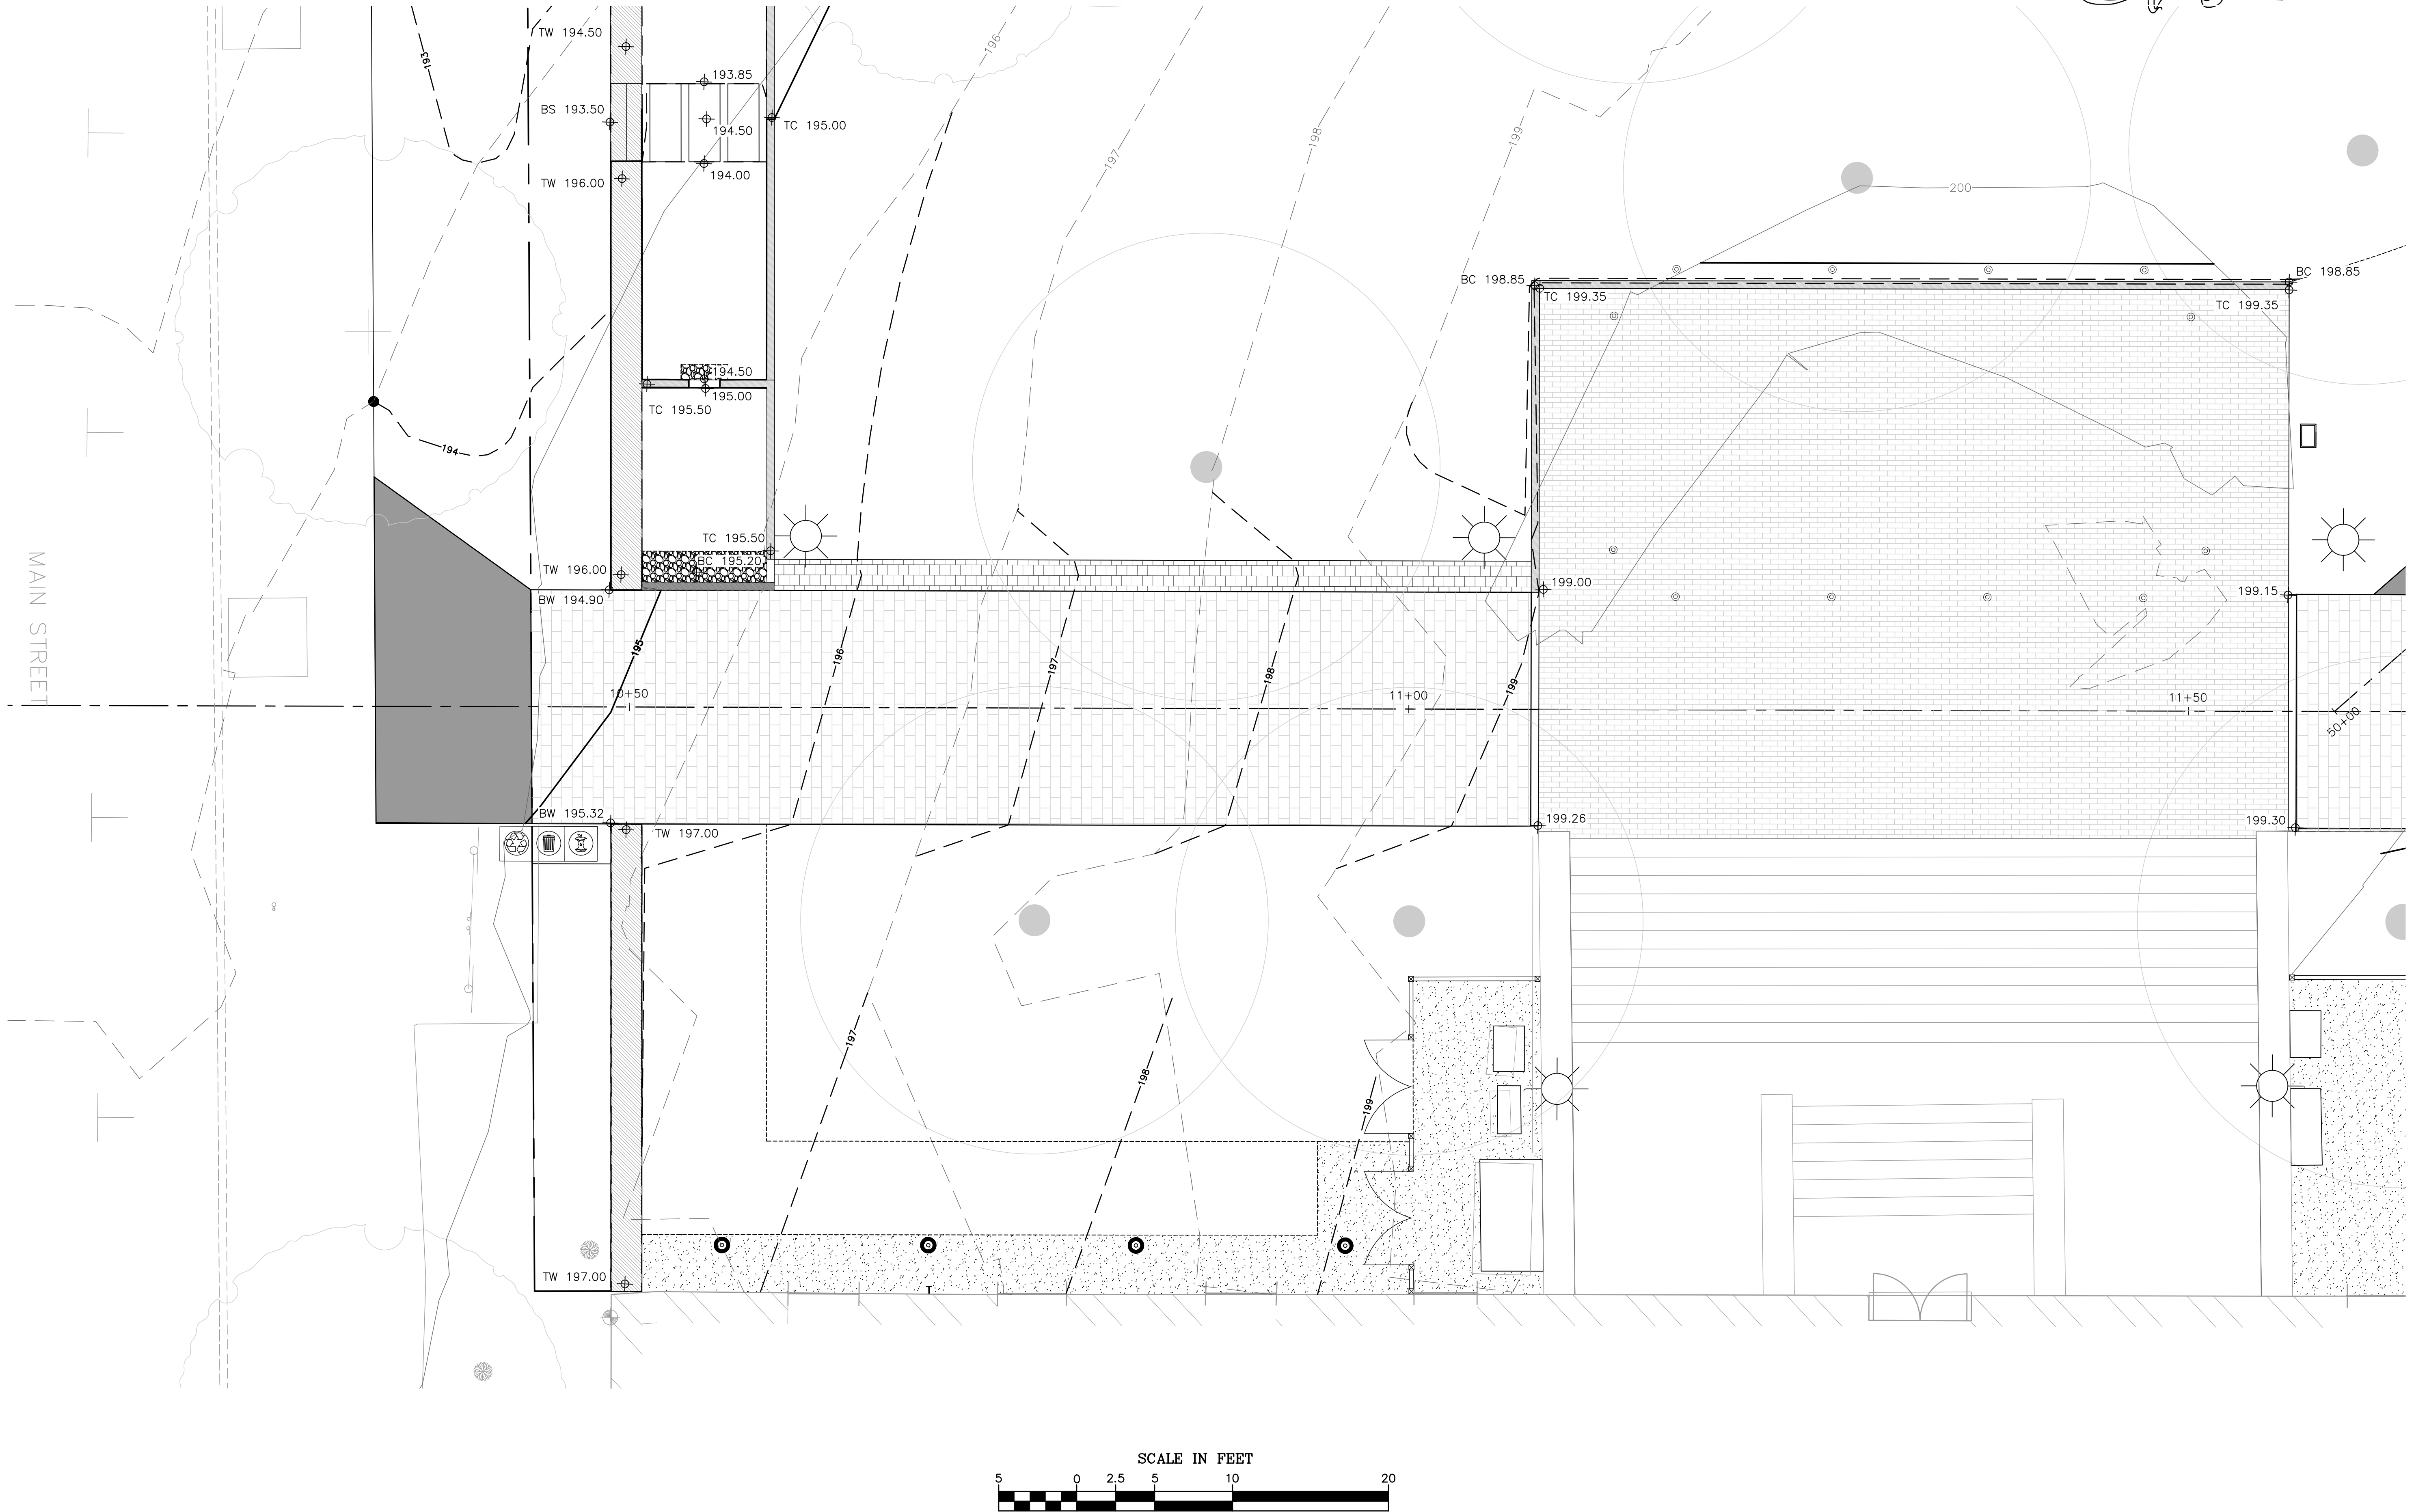 TW 194.50
193
196
193.85
BS 193.50
194.50
TC 195.00
194.00
TW 196.00
197
198
199
200
BC 198.85
TC 199.35
BC 198.85
TC 199.35
194.50
195.00
TC 195.50
194
TC 195.50
BC 195.20
TW 196.00
BW 194.90
199.00
199.15
MAIN STREET
195
196
197
198
199
10+50
11+00
11+50
50+00
BW 195.32
TW 197.00
199.26
199.30
197
198
199
TW 197.00
SCALE IN FEET
5 0 2.5 5 10 20